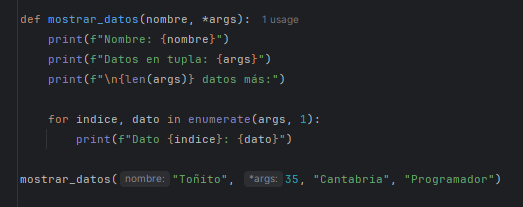 def mostrar_datos(nombre, *args): 1 usage
    print(f"Nombre: {nombre}")
    print(f"Datos en tupla: {args}")
    print(f"\n{len(args)} datos más:")

    for indice, dato in enumerate(args, 1):
        print(f"Dato {indice}: {dato}")

mostrar_datos( nombre: "Toñito", *args: 35, "Cantabria", "Programador")